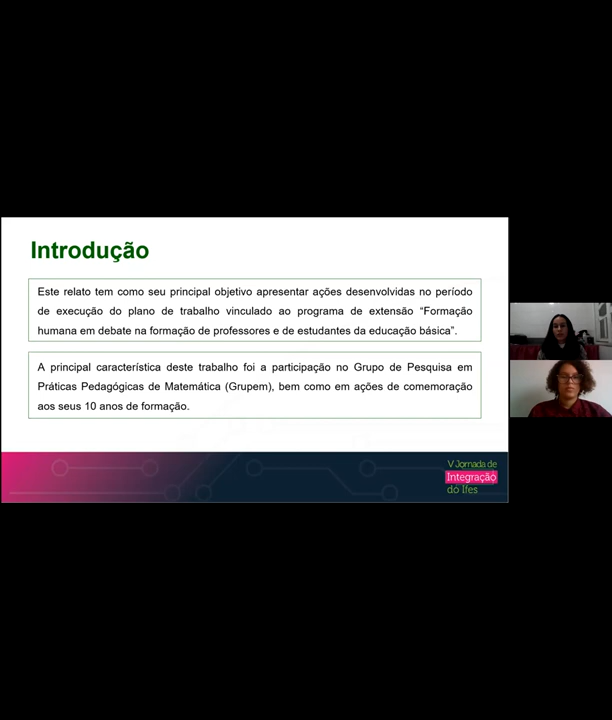 Introdução
Este relato tem como seu principal objetivo apresentar ações desenvolvidas no período
de execução do plano de trabalho vinculado ao programa de extensão “Formação
humana em debate na formação de professores e de estudantes da educação básica”.
A principal característica deste trabalho foi a participação no Grupo de Pesquisa em
Práticas Pedagógicas de Matemática (Grupem), bem como em ações de comemoração
aos seus 10 anos de formação.
V Jornada de
Integração
do Ifes